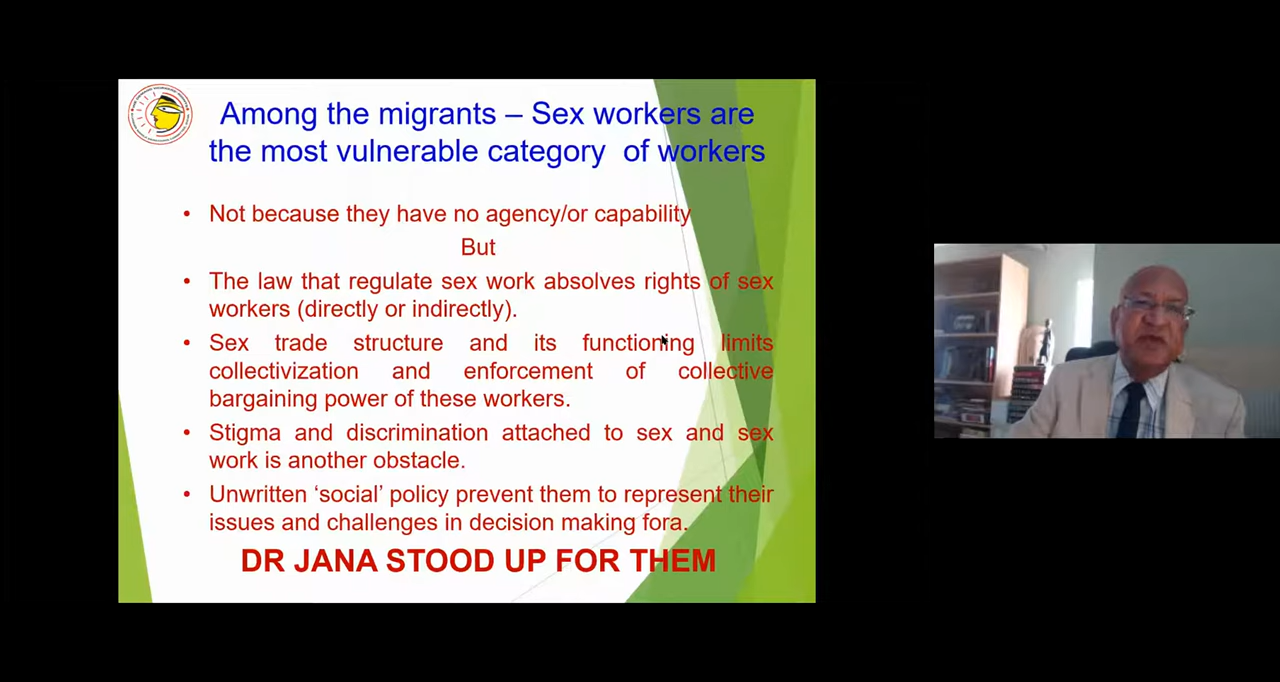 Among the migrants – Sex workers are
the most vulnerable category of workers
• Not because they have no agency/or capability
But
• The law that regulate sex work absolves rights of sex
workers (directly or indirectly).
• Sex trade structure and its functioning limits
collectivization and enforcement of collective
bargaining power of these workers.
• Stigma and discrimination attached to sex and sex
work is another obstacle.
• Unwritten ‘social’ policy prevent them to represent their
issues and challenges in decision making fora.
DR JANA STOOD UP FOR THEM